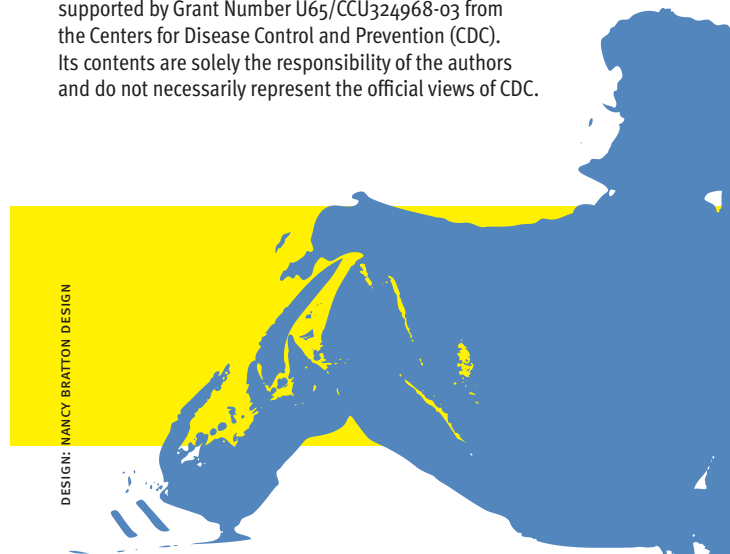 supported by Grant Number U65/CCU324968-03 from
the Centers for Disease Control and Prevention (CDC).
Its contents are solely the responsibility of the authors
and do not necessarily represent the official views of CDC.
DESIGN: NANCY BRATTON DESIGN